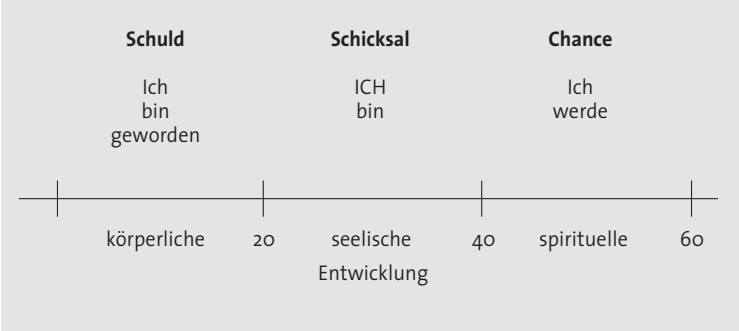 Schuld Schicksal Chance
Ich ICH Ich
bin bin werde
geworden
körperliche 20 seelische 40 spirituelle 60
Entwicklung